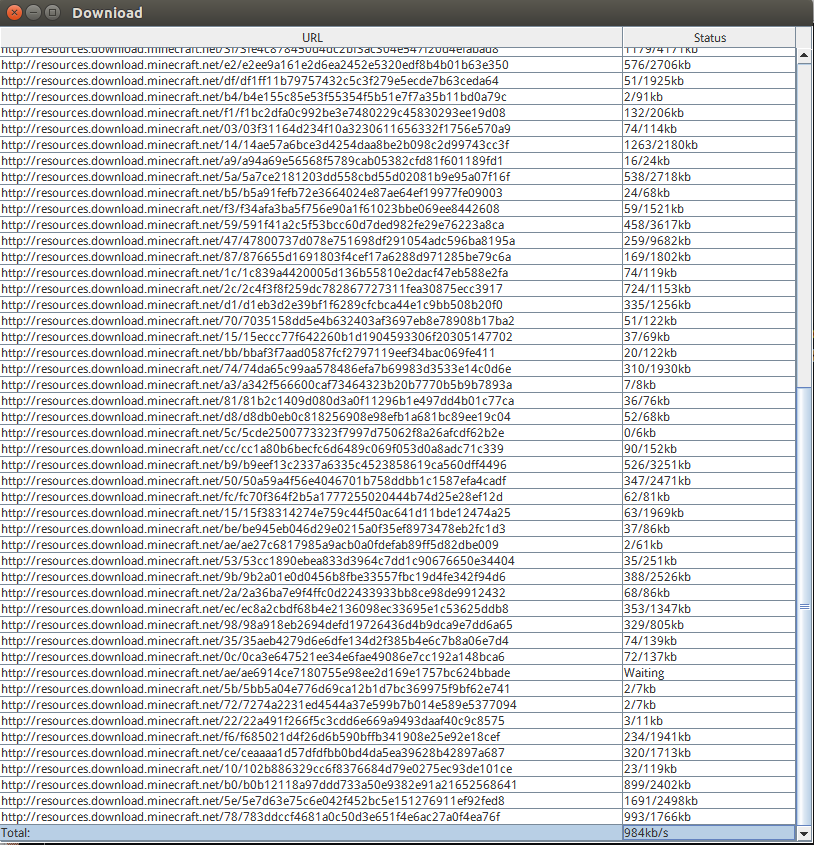 Download
URL Status
http://resources.download.minecraft.net/3f/3fe4c878450d4dc2bf3ac304e547f20d4efabad8 1179/4171kb
http://resources.download.minecraft.net/e2/e2ee9a161e2d6ea2452e5320edf8b4b01b63e350 576/2706kb
http://resources.download.minecraft.net/df/df1ff11b79757432c5c3f279e5ecde7b63ceda64 51/1925kb
http://resources.download.minecraft.net/b4/b4e155c85e53f55354f5b51e7f7a35b11bd0a79c 2/91kb
http://resources.download.minecraft.net/f1/f1bc2dfa0c992be3e7480229c45830293ee19d08 132/206kb
http://resources.download.minecraft.net/03/03f31164d234f10a3230611656332f1756e570a9 74/114kb
http://resources.download.minecraft.net/14/14ae57a6bce3d4254daa8be2b098c2d99743cc3f 1263/2180kb
http://resources.download.minecraft.net/a9/a94a69e56568f5789cab05382cfd81f601189fd1 16/24kb
http://resources.download.minecraft.net/5a/5a7ce2181203dd558cbd55d02081b9e95a07f16f 538/2718kb
http://resources.download.minecraft.net/b5/b5a91fefb72e3664024e87ae64ef19977fe09003 24/68kb
http://resources.download.minecraft.net/f3/f34afa3ba5f756e90a1f61023bbe069ee8442608 59/1521kb
http://resources.download.minecraft.net/59/591f41a2c5f53bcc60d7ded982fe29e76223a8ca 458/3617kb
http://resources.download.minecraft.net/47/47800737d078e751698df291054adc596ba8195a 259/9682kb
http://resources.download.minecraft.net/87/876655d1691803f4cef17a6288d971285be79c6a 169/1802kb
http://resources.download.minecraft.net/1c/1c839a4420005d136b55810e2dacf47eb588e2fa 74/119kb
http://resources.download.minecraft.net/2c/2c4f3f8f259dc782867727311fea30875ecc3917 724/1153kb
http://resources.download.minecraft.net/d1/d1eb3d2e39bf1f6289cfcbca44e1c9bb508b20f0 335/1256kb
http://resources.download.minecraft.net/70/7035158dd5e4b632403af3697eb8e78908b17ba2 51/122kb
http://resources.download.minecraft.net/15/15eccc77f642260b1d1904593306f20305147702 37/69kb
http://resources.download.minecraft.net/bb/bbaf3f7aad0587fcf2797119eef34bac069fe411 20/122kb
http://resources.download.minecraft.net/74/74da65c99aa578486efa7b69983d3533e14c0d6e 310/1930kb
http://resources.download.minecraft.net/a3/a342f566600caf73464323b20b7770b5b9b7893a 7/8kb
http://resources.download.minecraft.net/81/81b2c1409d080d3a0f11296b1e497dd4b01c77ca 36/76kb
http://resources.download.minecraft.net/d8/d8db0eb0c818256908e98efb1a681bc89ee19c04 52/68kb
http://resources.download.minecraft.net/5c/5cde2500773323f7997d75062f8a26afcdf62b2e 0/6kb
http://resources.download.minecraft.net/cc/cc1a80b6becfc6d6489c069f053d0a8adc71c339 90/152kb
http://resources.download.minecraft.net/b9/b9eef13c2337a6335c4523858619ca560dff4496 526/3251kb
http://resources.download.minecraft.net/50/50a59a4f56e4046701b758ddbb1c1587efa4cadf 347/2471kb
http://resources.download.minecraft.net/fc/fc70f364f2b5a1777255020444b74d25e28ef12d 62/81kb
http://resources.download.minecraft.net/15/15f38314274e759c44f50ac641d11bde12474a25 63/1969kb
http://resources.download.minecraft.net/be/be945eb046d29e0215a0f35ef8973478eb2fc1d3 37/86kb
http://resources.download.minecraft.net/ae/ae27c6817985a9acb0a0fdefab89ff5d82dbe009 2/61kb
http://resources.download.minecraft.net/53/53cc1890ebea833d3964c7dd1c90676650e34404 35/251kb
http://resources.download.minecraft.net/9b/9b2a01e0d0456b8fbe33557fbc19d4fe342f94d6 388/2526kb
http://resources.download.minecraft.net/2a/2a36ba7e9f4ffc0d22433933bb8ce98de9912432 68/86kb
http://resources.download.minecraft.net/ec/ec8a2cbdf68b4e2136098ec33695e1c53625ddb8 353/1347kb
http://resources.download.minecraft.net/98/98a918eb2694defd19726436d4b9dca9e7dd6a65 329/805kb
http://resources.download.minecraft.net/35/35aeb4279d6e6dfe134d2f385b4e6c7b8a06e7d4 74/139kb
http://resources.download.minecraft.net/0c/0ca3e647521ee34e6fae49086e7cc192a148bca6 72/137kb
http://resources.download.minecraft.net/ae/ae6914ce7180755e98ee2d169e1757bc624bbade Waiting
http://resources.download.minecraft.net/5b/5bb5a04e776d69ca12b1d7bc369975f9bf62e741 2/7kb
http://resources.download.minecraft.net/72/7274a2231ed4544a37e599b7b014e589e5377094 2/7kb
http://resources.download.minecraft.net/22/22a491f266f5c3cdd6e669a9493daaf40c9c8575 3/11kb
http://resources.download.minecraft.net/f6/f685021d4f26d6b590bffb341908e25e92e18cef 234/1941kb
http://resources.download.minecraft.net/ce/ceaaaa1d57dfdfbb0bd4da5ea39628b42897a687 320/1713kb
http://resources.download.minecraft.net/10/102b886329cc6f8376684d79e0275ec93de101ce 23/119kb
http://resources.download.minecraft.net/b0/b0b12118a97ddd733a50e9382e91a21652568641 899/2402kb
http://resources.download.minecraft.net/5e/5e7d63e75c6e042f452bc5e151276911ef92fed8 1691/2498kb
http://resources.download.minecraft.net/78/783ddccf4681a0c50d3e651f4e6ac27a0f4ea76f 993/1766kb
Total: 984kb/s